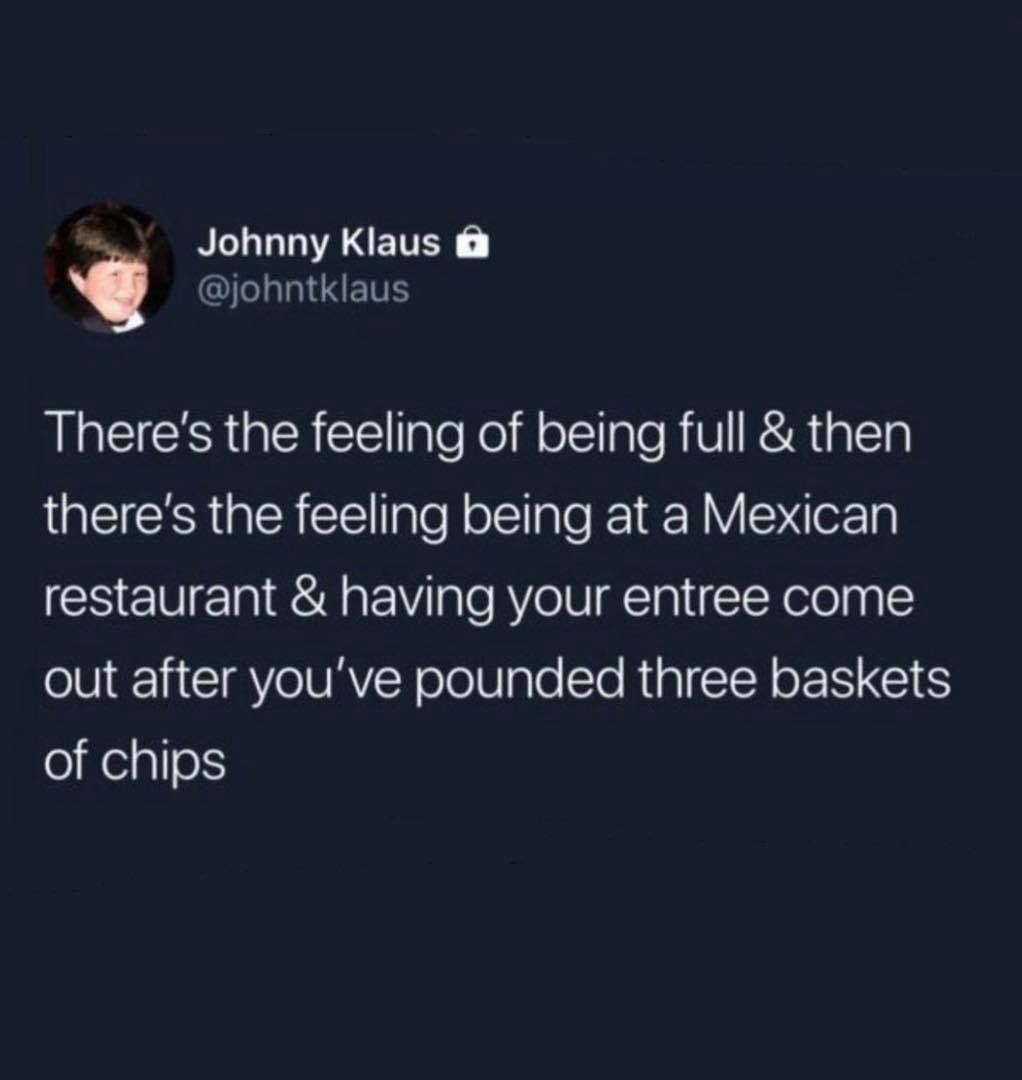 Johnny Klaus
@johntklaus
There's the feeling of being full & then
there's the feeling being at a Mexican
restaurant & having your entree come
out after you've pounded three baskets
of chips